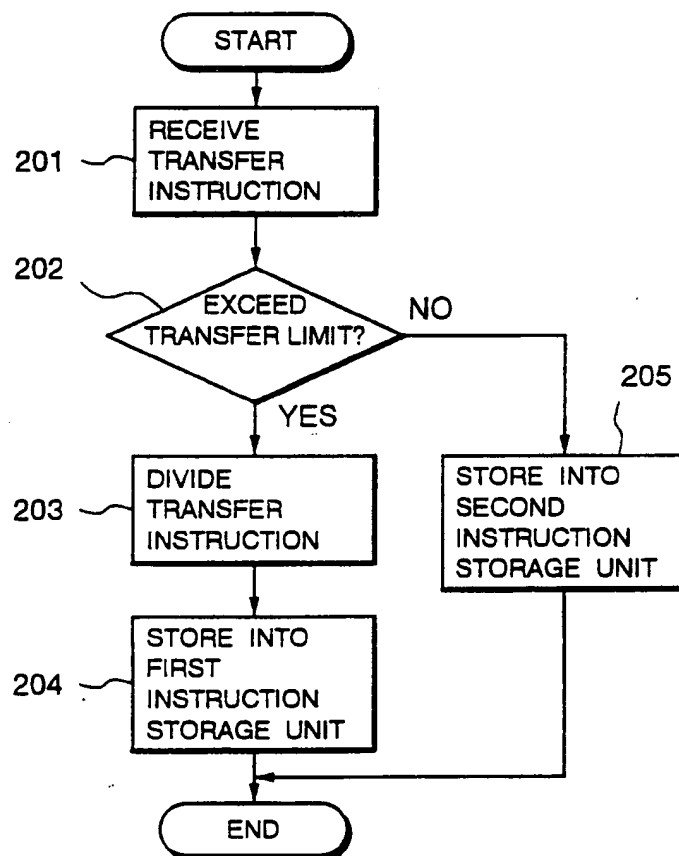 START
201
RECEIVE
TRANSFER
INSTRUCTION
202
EXCEED
TRANSFER LIMIT?
NO
YES
203
DIVIDE
TRANSFER
INSTRUCTION
205
STORE INTO
SECOND
INSTRUCTION
STORAGE UNIT
204
STORE INTO
FIRST
INSTRUCTION
STORAGE UNIT
END